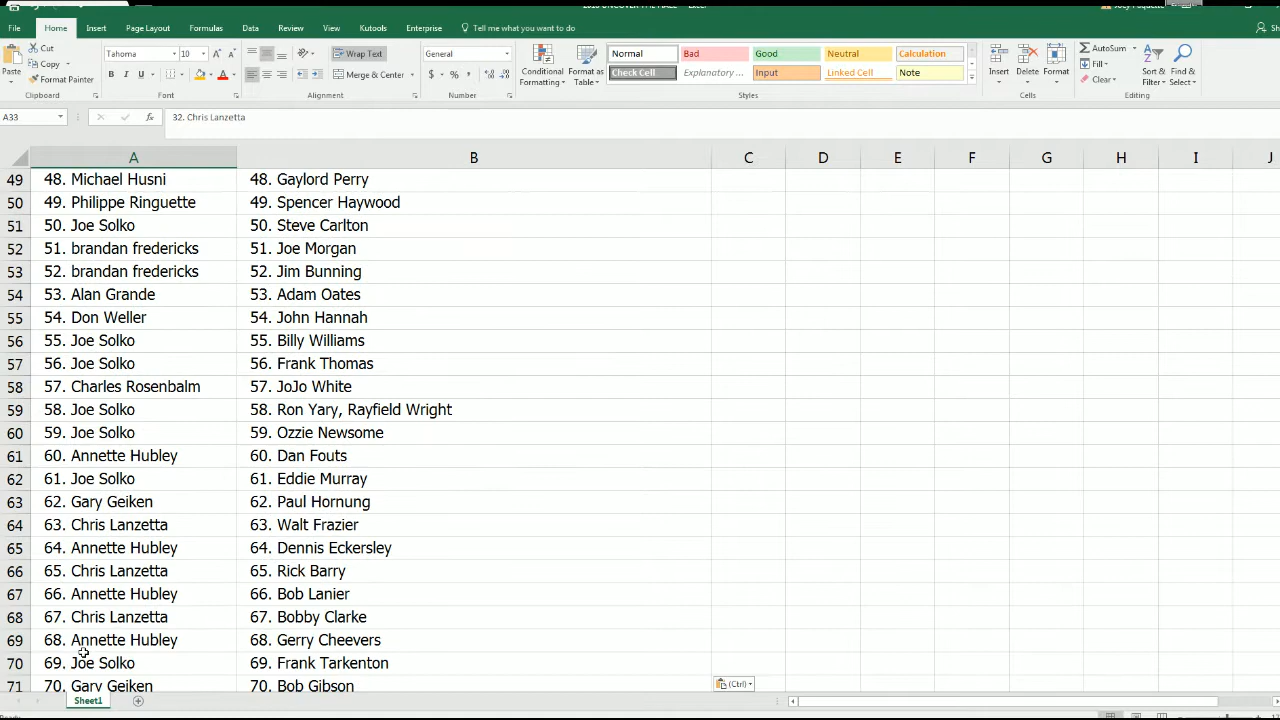 File Home Insert Page Layout Formulas Data Review View Kutools Enterprise Tell me what you want to do
Cut
Copy
Format Painter
Paste
Clipboard
Tahoma 10
B I U
Font
Wrap Text
Merge & Center
Alignment
General
$ % ,
Number
Conditional Formatting
Format as Table
Normal Bad Good Neutral Calculation
Check Cell Explanatory ... Input Linked Cell Note
Styles
Insert Delete Format
Cells
AutoSum
Fill
Clear
Sort & Filter
Find & Select
Editing
A33 fx 32. Chris Lanzetta
A B C D E F G H I J
49 48. Michael Husni 48. Gaylord Perry
50 49. Philippe Ringuette 49. Spencer Haywood
51 50. Joe Solko 50. Steve Carlton
52 51. brandan fredericks 51. Joe Morgan
53 52. brandan fredericks 52. Jim Bunning
54 53. Alan Grande 53. Adam Oates
55 54. Don Weller 54. John Hannah
56 55. Joe Solko 55. Billy Williams
57 56. Joe Solko 56. Frank Thomas
58 57. Charles Rosenbalm 57. JoJo White
59 58. Joe Solko 58. Ron Yary, Rayfield Wright
60 59. Joe Solko 59. Ozzie Newsome
61 60. Annette Hubley 60. Dan Fouts
62 61. Joe Solko 61. Eddie Murray
63 62. Gary Geiken 62. Paul Hornung
64 63. Chris Lanzetta 63. Walt Frazier
65 64. Annette Hubley 64. Dennis Eckersley
66 65. Chris Lanzetta 65. Rick Barry
67 66. Annette Hubley 66. Bob Lanier
68 67. Chris Lanzetta 67. Bobby Clarke
69 68. Annette Hubley 68. Gerry Cheevers
70 69. Joe Solko 69. Frank Tarkenton
71 70. Gary Geiken 70. Bob Gibson
(Ctrl)
Sheet1